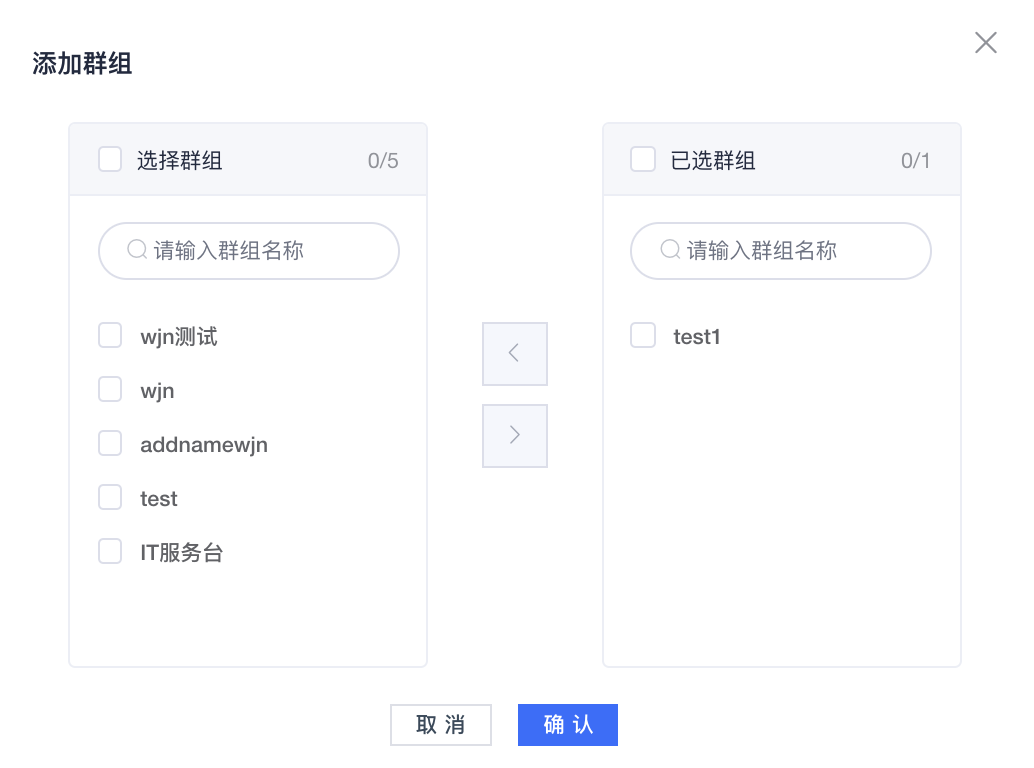 添加群组
选择群组 0/5
请输入群组名称
wjn测试
wjn
addnamewjn
test
IT服务台
已选群组 0/1
请输入群组名称
test1
取 消
确 认